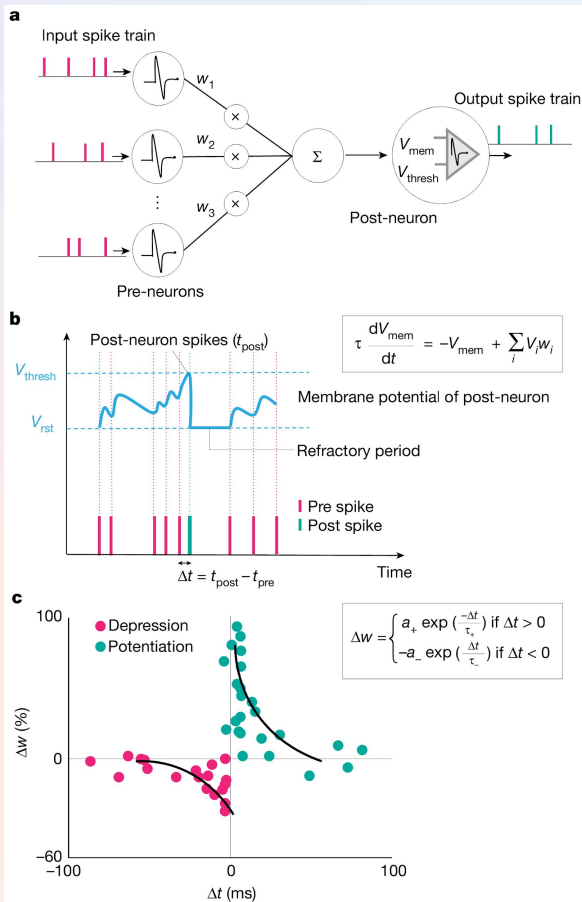 a
Input spike train
w1
w2
⋮
w3
×
×
×
Σ
Pre-neurons
Output spike train
Vmem
Vthresh
Post-neuron
b
Post-neuron spikes (tpost)
Vthresh
Vrst
τ dVmem/dt = −Vmem + ∑i Viwi
Membrane potential of post-neuron
Refractory period
Pre spike
Post spike
Δt = tpost − tpre
Time
c
100
Depression
Potentiation
Δw = { a+ exp (−Δt/τ+) if Δt > 0
−a− exp (Δt/τ−) if Δt < 0
Δw (%)
0
−60
−100
0
100
Δt (ms)